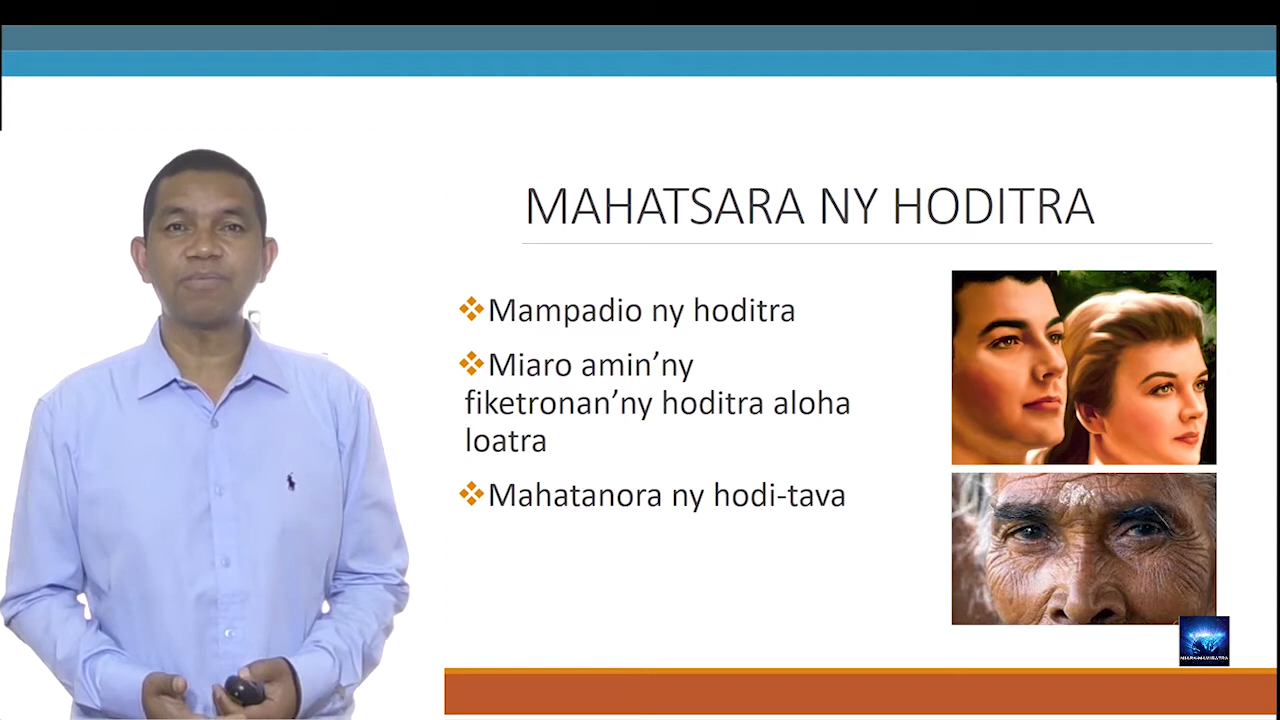 MAHATSARA NY HODITRA
❖Mampadio ny hoditra
❖Miaro amin’ny
fiketronan’ny hoditra aloha
loatra
❖Mahatanora ny hodi-tava